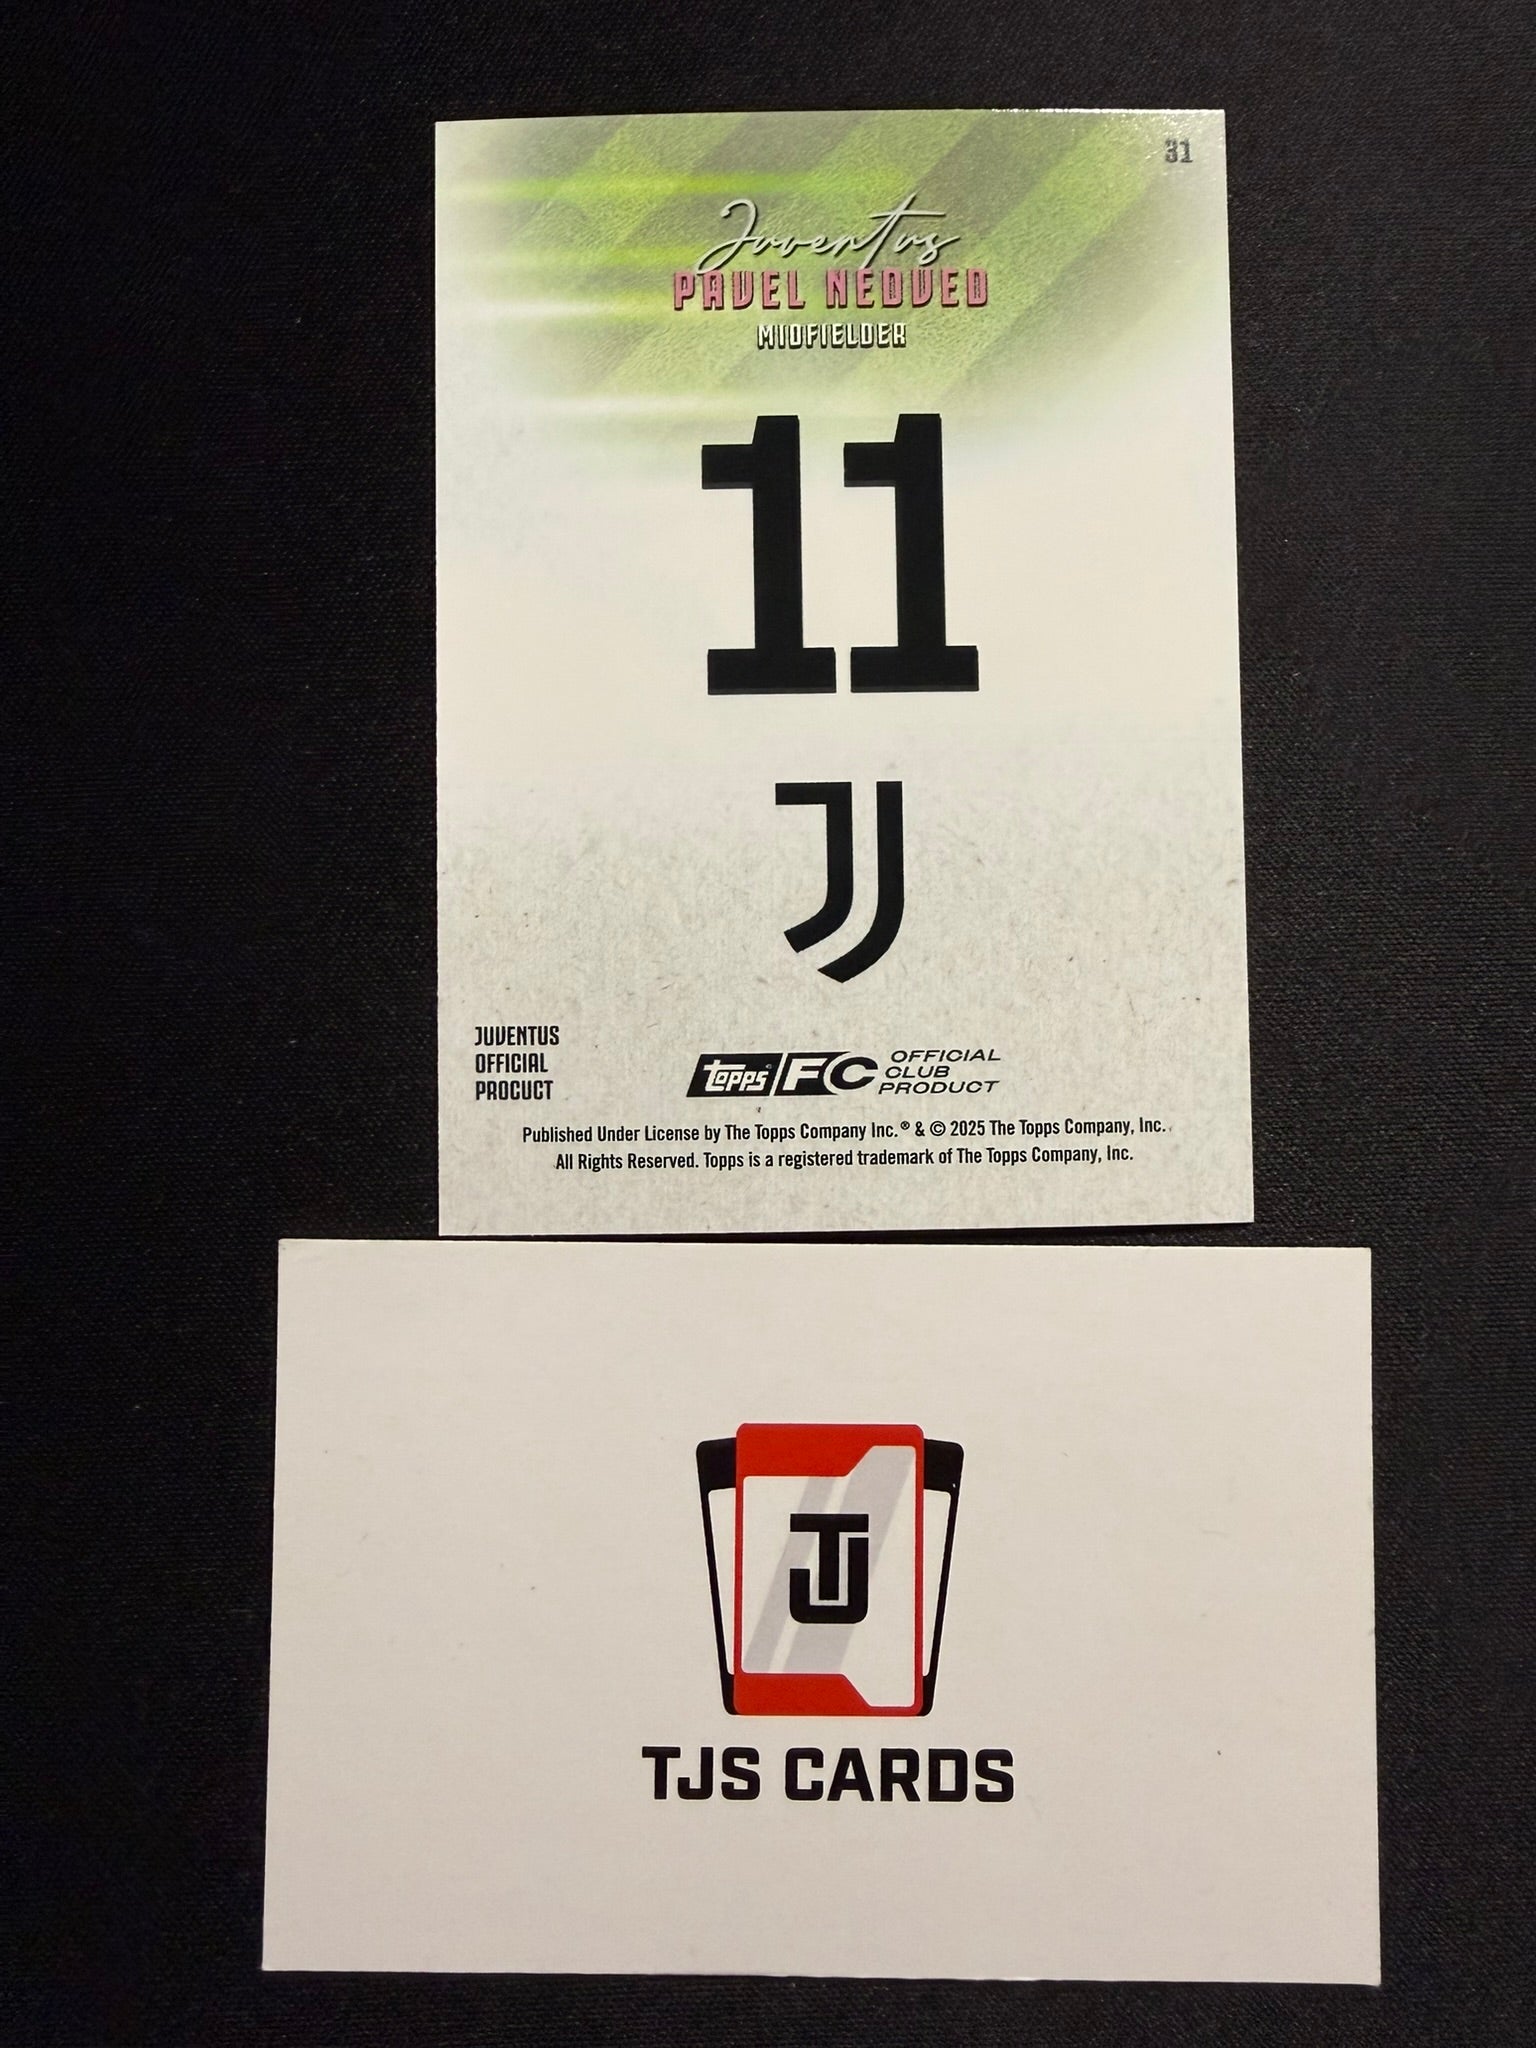 31
Juventus
PAVEL NEDVED
MIDFIELDER
11
JUVENTUS
OFFICIAL
PROCUCT
topps FC OFFICIAL
CLUB
PRODUCT
Published Under License by The Topps Company Inc.® & © 2025 The Topps Company, Inc.
All Rights Reserved. Topps is a registered trademark of The Topps Company, Inc.
TJ
TJS CARDS